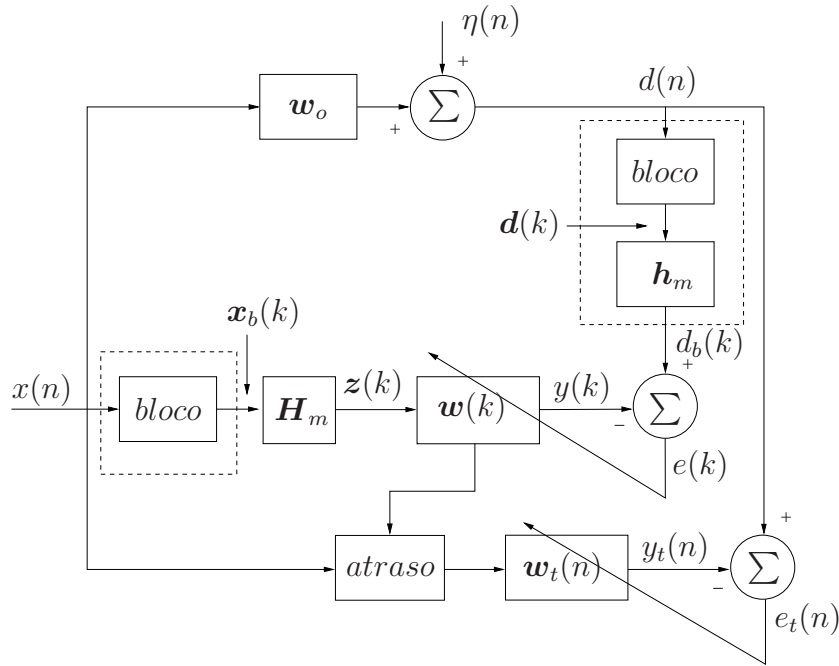 η(n)
+
d(n)
w_o
+
∑
bloco
d(k)
h_m
x_b(k)
d_b(k)
+
x(n)
bloco
H_m
z(k)
w(k)
y(k)
−
∑
e(k)
+
atraso
w_t(n)
y_t(n)
−
∑
e_t(n)